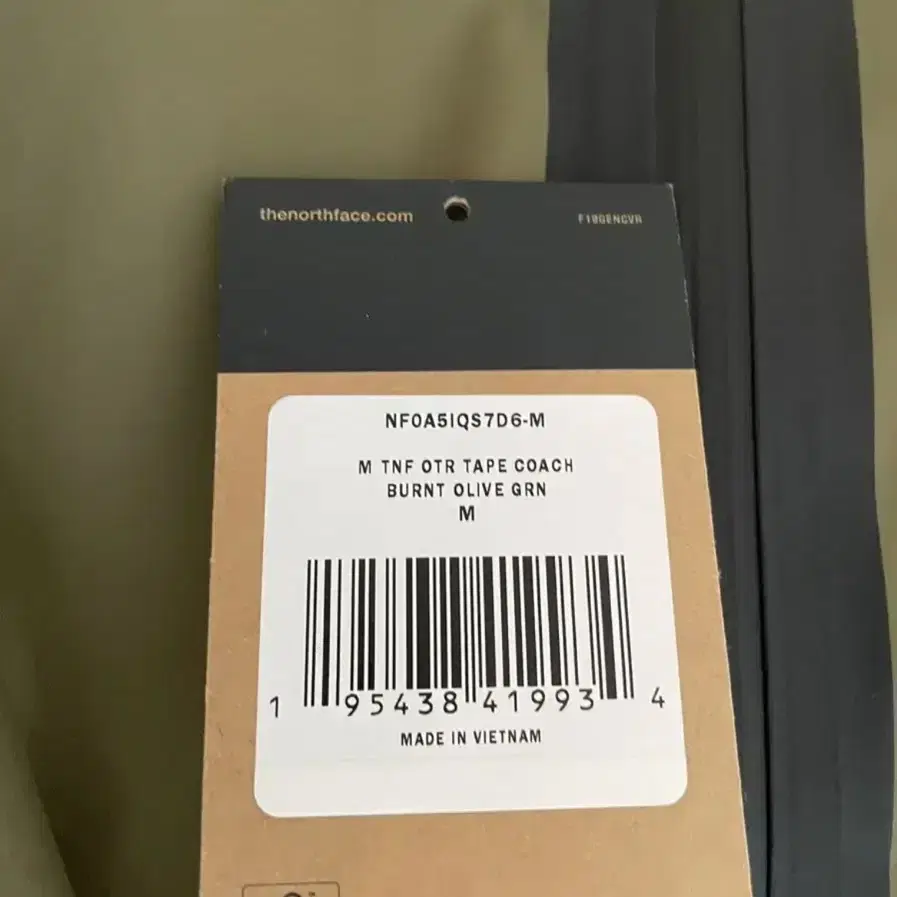 thenorthface.com
F19GENCVR
NF0A5IQS7D6-M
M TNF OTR TAPE COACH
BURNT OLIVE GRN
M
1 95438 41993 4
MADE IN VIETNAM